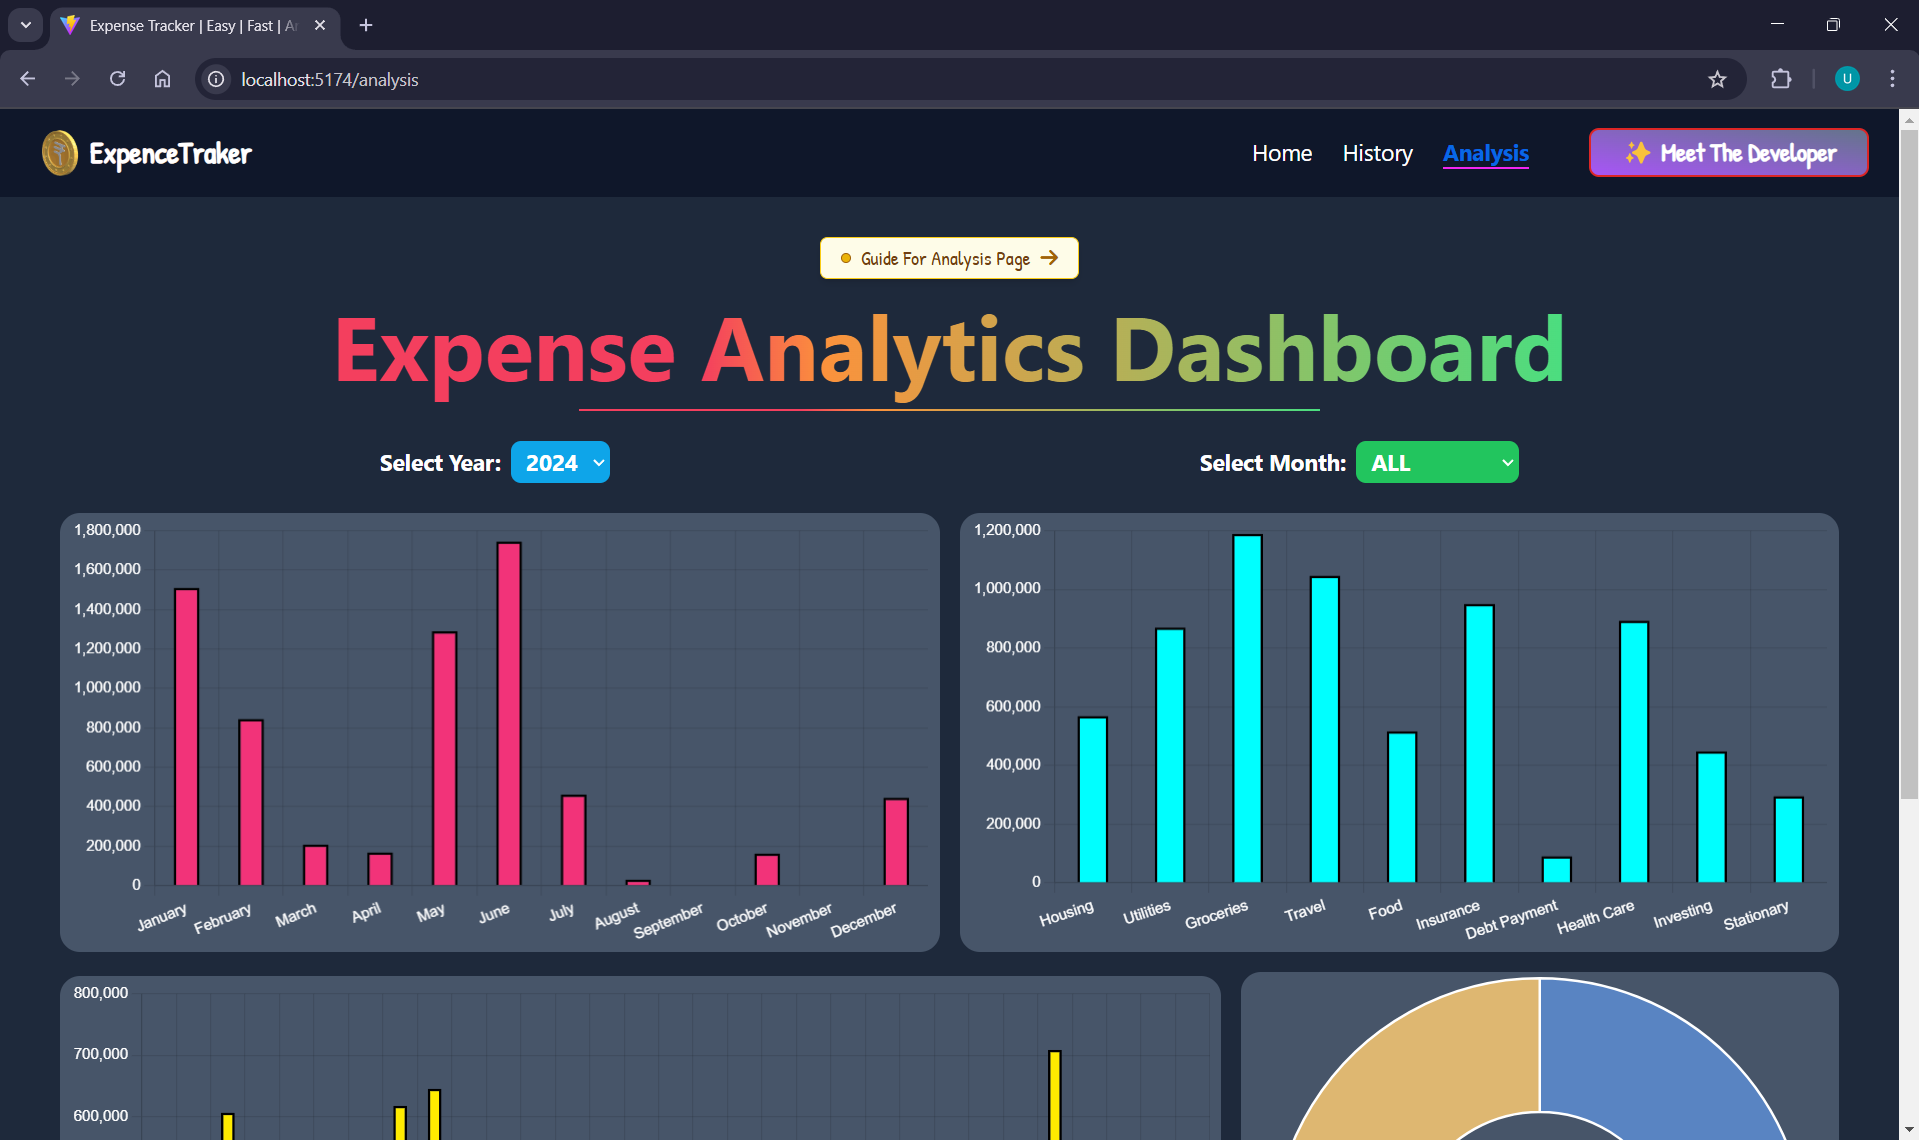 Expense Tracker | Easy | Fast | Ar
localhost:5174/analysis
U
ExpenceTraker
Home
History
Analysis
✨ Meet The Developer
Guide For Analysis Page →
Expense Analytics Dashboard
Select Year: 2024
Select Month: ALL
1,800,000
1,600,000
1,400,000
1,200,000
1,000,000
800,000
600,000
400,000
200,000
0
January
February
March
April
May
June
July
August
September
October
November
December
1,200,000
1,000,000
800,000
600,000
400,000
200,000
0
Housing
Utilities
Groceries
Travel
Food
Insurance
Debt Payment
Health Care
Investing
Stationary
800,000
700,000
600,000